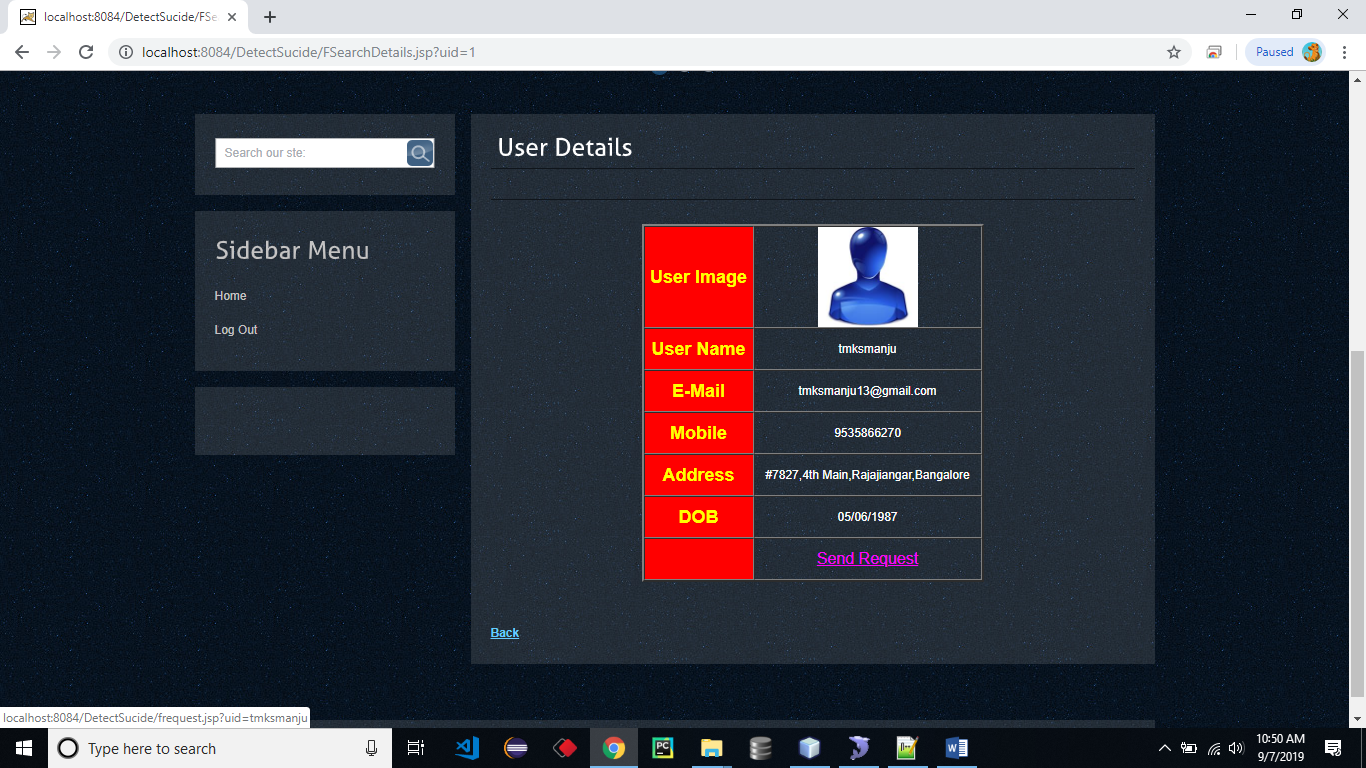 localhost:8084/DetectSucide/FSe
localhost:8084/DetectSucide/FSearchDetails.jsp?uid=1
Paused
Search our ste:
User Details
Sidebar Menu
Home
Log Out
User Image
User Name tmksmanju
E-Mail tmksmanju13@gmail.com
Mobile 9535866270
Address #7827,4th Main,Rajajiangar,Bangalore
DOB 05/06/1987
Send Request
Back
localhost:8084/DetectSucide/frequest.jsp?uid=tmksmanju
Type here to search
PC
10:50 AM
9/7/2019